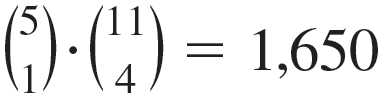 (5 1) · (11 4) = 1,650